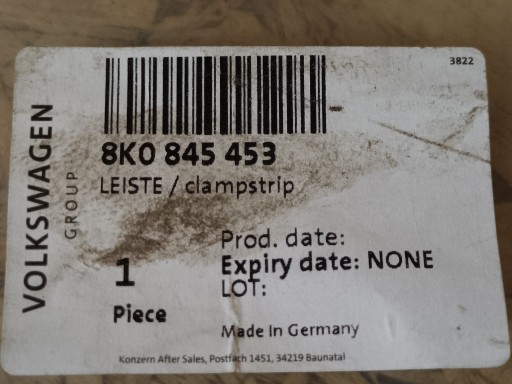 3822
VOLKSWAGEN
GROUP
8K0 845 453
LEISTE / clampstrip
1
Piece
Prod. date:
Expiry date: NONE
LOT:
Made In Germany
Konzern After Sales, Postfach 1451, 34219 Baunatal